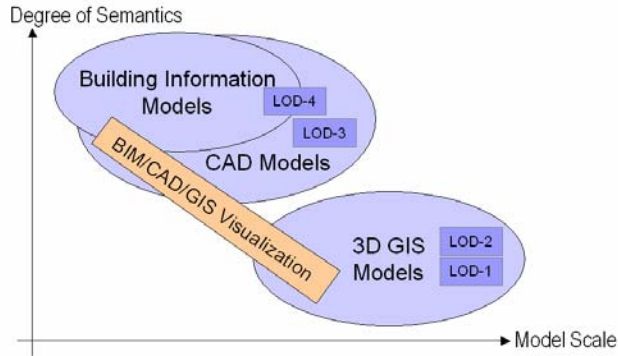 Degree of Semantics
Building Information
Models
LOD-4
LOD-3
CAD Models
BIM/CAD/GIS Visualization
3D GIS
Models
LOD-2
LOD-1
Model Scale